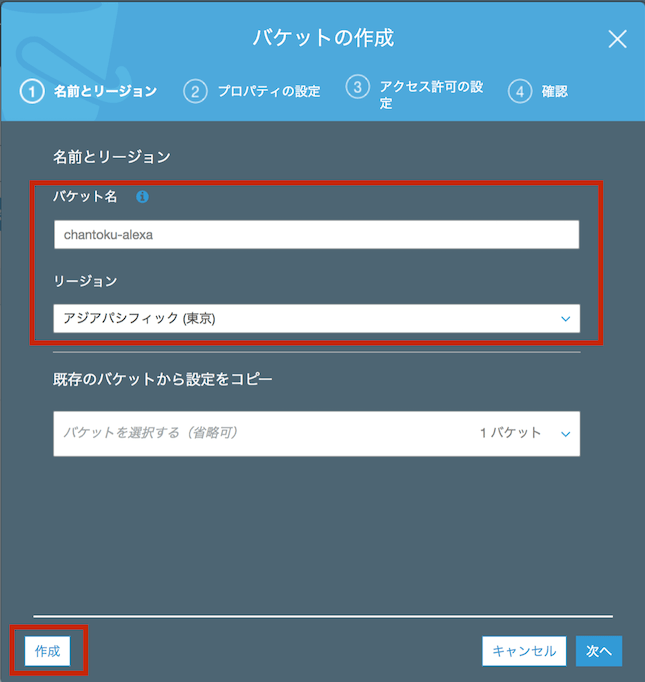 バケットの作成
1 名前とリージョン 2 プロパティの設定 3 アクセス許可の設定 4 確認
名前とリージョン
バケット名
chantoku-alexa
リージョン
アジアパシフィック (東京)
既存のバケットから設定をコピー
バケットを選択する（省略可） 1 バケット
作成 キャンセル 次へ